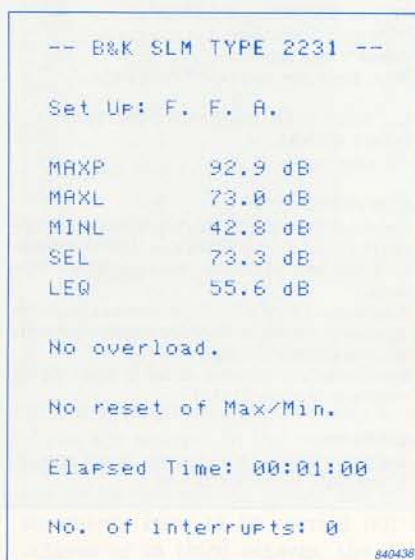 -- B&K SLM TYPE 2231 --
Set Up: F. F. A.
MAXP 92.9 dB
MAXL 73.0 dB
MINL 42.8 dB
SEL 73.3 dB
LEQ 55.6 dB
No overload.
No reset of Max/Min.
Elapsed Time: 00:01:00
No. of interrupts: 0
840438